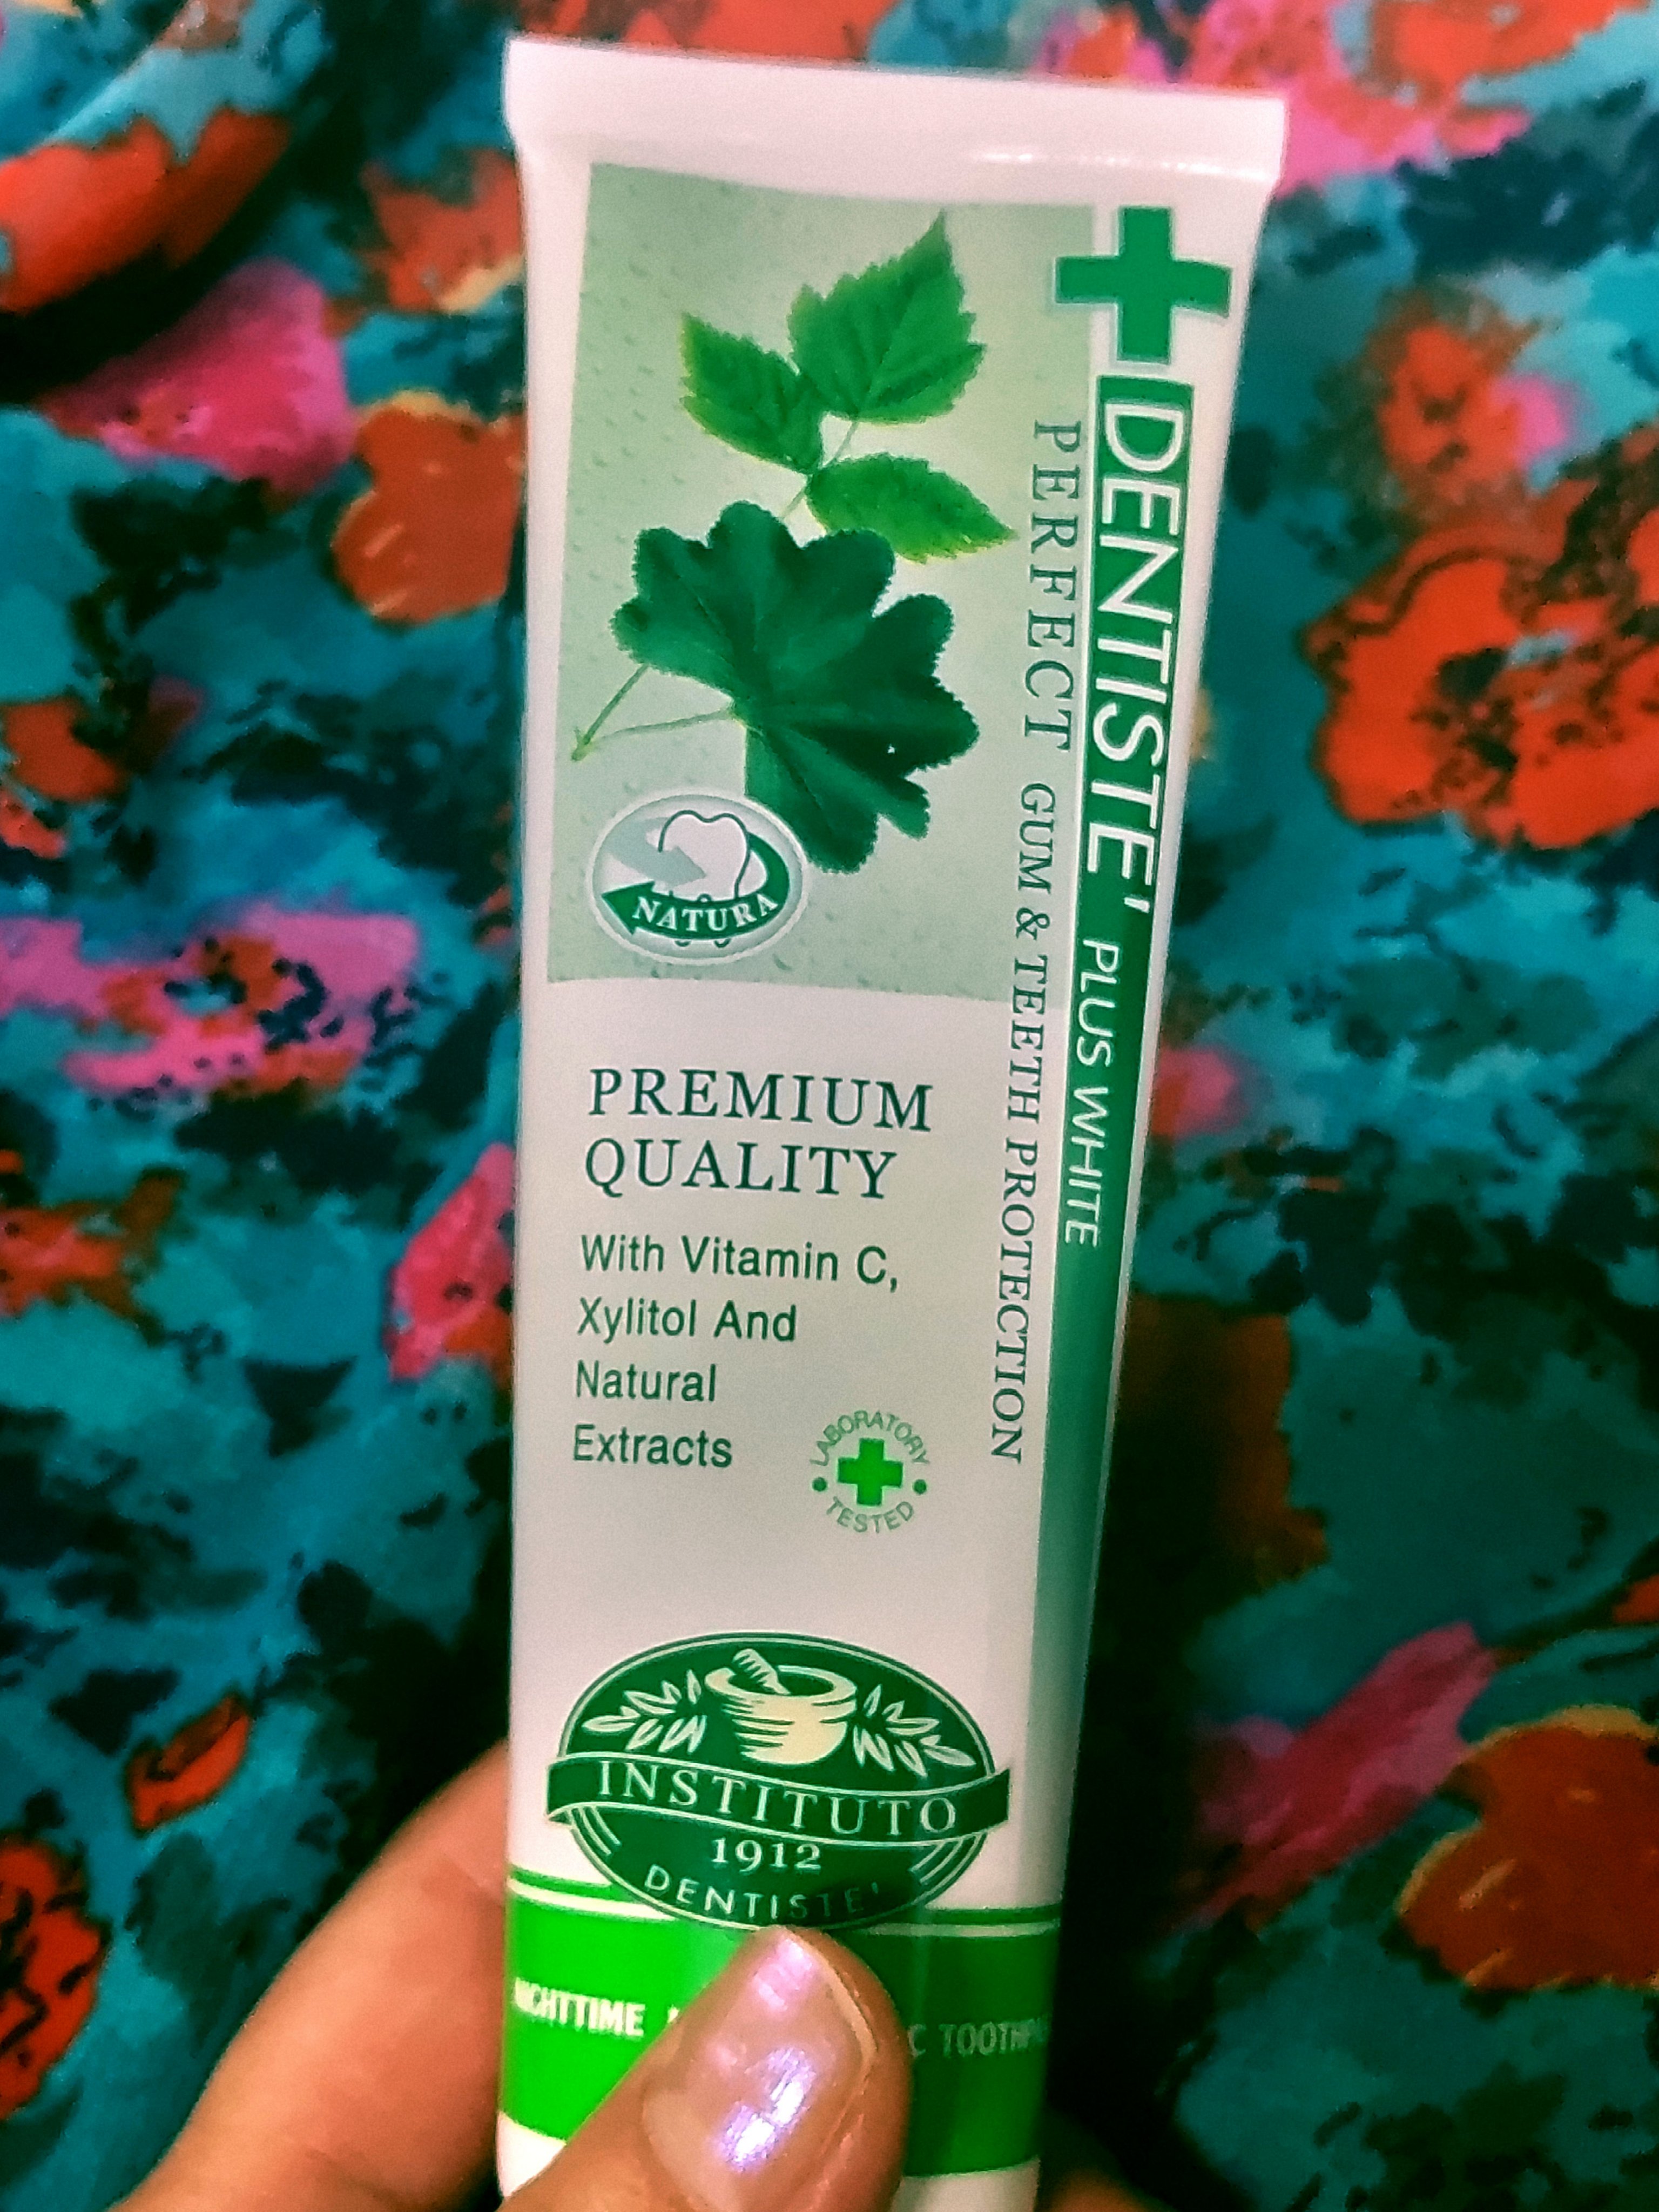 DENTISTE' PLUS WHITE
PERFECT GUM & TEETH PROTECTION
NATURA
PREMIUM
QUALITY
With Vitamin C,
Xylitol And
Natural
Extracts
LABORATORY
TESTED
INSTITUTO
1912
DENTISTE'
NIGHTTIME